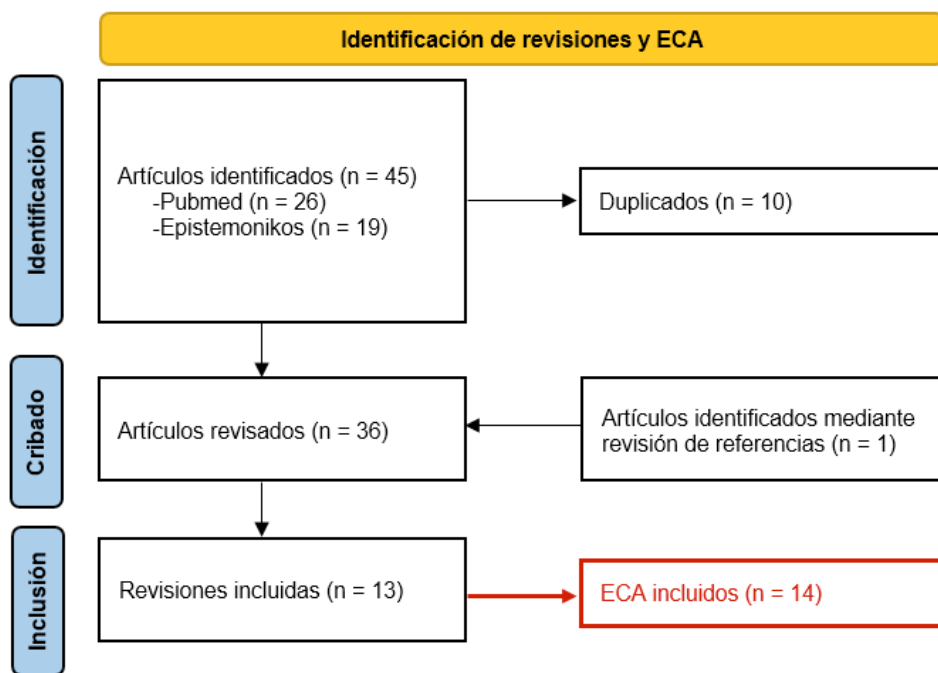 Identificación de revisiones y ECA
Identificación
Artículos identificados (n = 45)
-Pubmed (n = 26)
-Epistemonikos (n = 19)
Duplicados (n = 10)
Cribado
Artículos revisados (n = 36)
Artículos identificados mediante
revisión de referencias (n = 1)
Inclusión
Revisiones incluidas (n = 13)
ECA incluidos (n = 14)